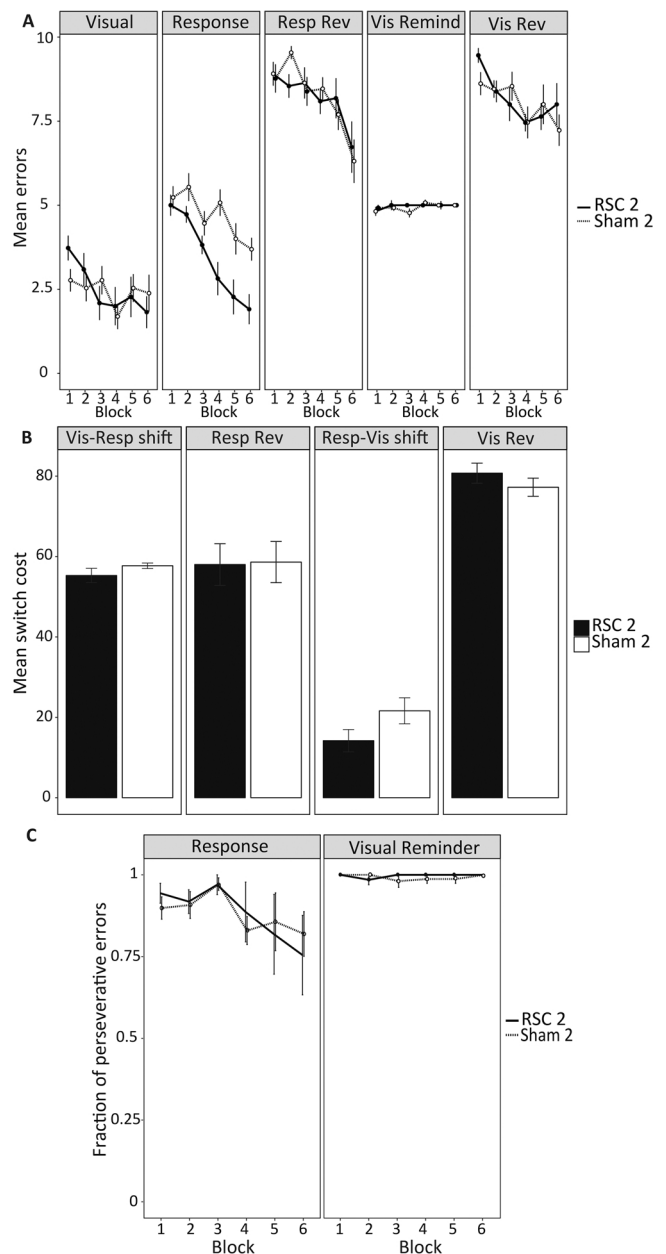 A
Visual Response Resp Rev Vis Remind Vis Rev
10
7.5
5
2.5
0
Mean errors
1 2 3 4 5 6 1 2 3 4 5 6 1 2 3 4 5 6 1 2 3 4 5 6 1 2 3 4 5 6
Block Block Block Block Block
RSC 2
Sham 2
B
Vis-Resp shift Resp Rev Resp-Vis shift Vis Rev
80
60
40
20
0
Mean switch cost
RSC 2
Sham 2
C
Response Visual Reminder
1
0.75
0.5
0.25
0
Fraction of perseverative errors
1 2 3 4 5 6 1 2 3 4 5 6
Block Block
RSC 2
Sham 2